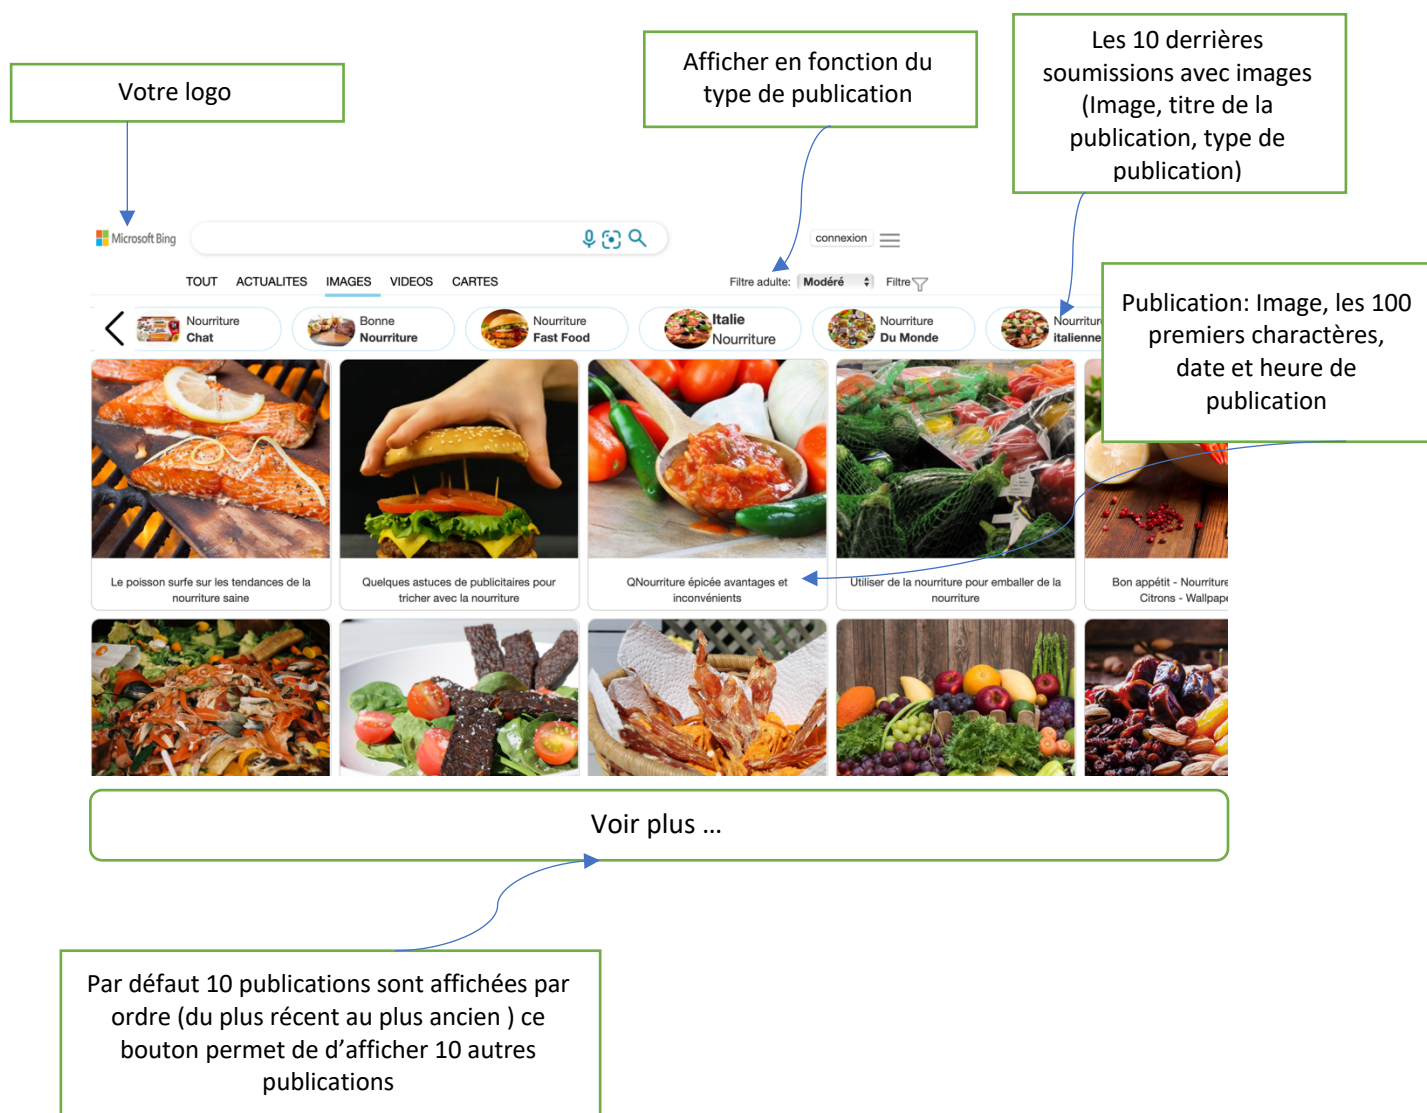 Votre logo
Afficher en fonction du
type de publication
Les 10 derrières
soumissions avec images
(Image, titre de la
publication, type de
publication)
Microsoft Bing
connexion
TOUT ACTUALITES IMAGES VIDEOS CARTES
Filtre adulte: Modéré Filtre
Publication: Image, les 100
premiers charactères,
date et heure de
publication
Nourriture
Chat
Bonne
Nourriture
Nourriture
Fast Food
Italie
Nourriture
Nourriture
Du Monde
Nourritu
italienne
Le poisson surfe sur les tendances de la
nourriture saine
Quelques astuces de publicitaires pour
tricher avec la nourriture
QNourriture épicée avantages et
inconvénients
Utiliser de la nourriture pour emballer de la
nourriture
Bon appétit - Nourriture
Citrons - Wallpap
Voir plus …
Par défaut 10 publications sont affichées par
ordre (du plus récent au plus ancien ) ce
bouton permet de d’afficher 10 autres
publications